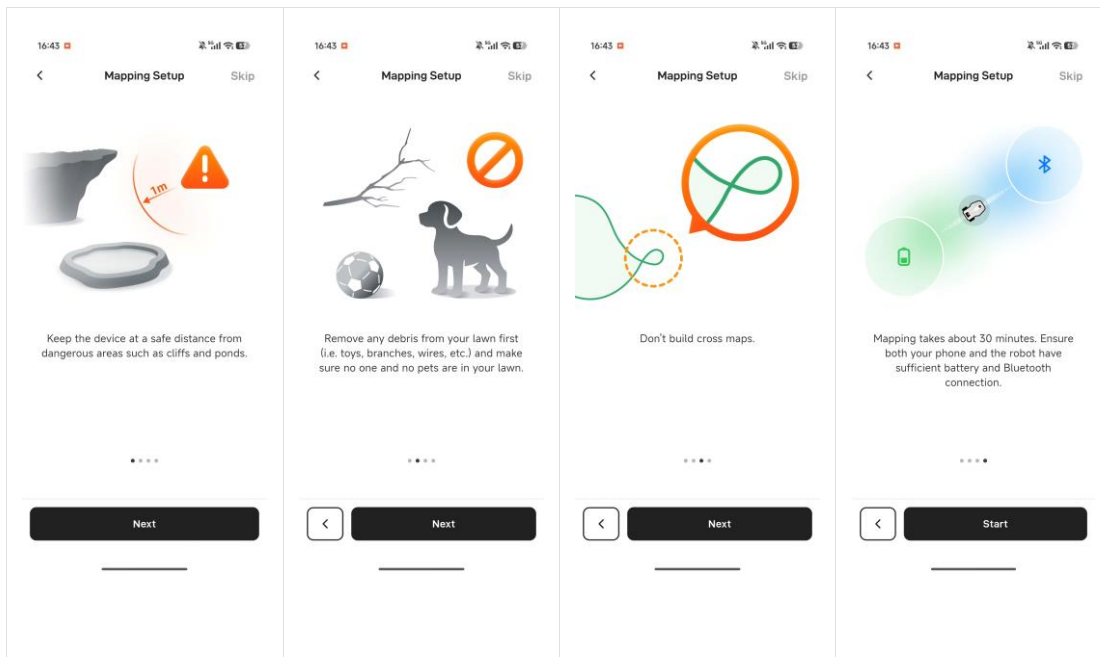 16:43
Mapping Setup
Skip
1m
Keep the device at a safe distance from
dangerous areas such as cliffs and ponds.
Next
16:43
Mapping Setup
Skip
Remove any debris from your lawn first
(i.e. toys, branches, wires, etc.) and make
sure no one and no pets are in your lawn.
Next
16:43
Mapping Setup
Skip
Don't build cross maps.
Next
16:43
Mapping Setup
Skip
Mapping takes about 30 minutes. Ensure
both your phone and the robot have
sufficient battery and Bluetooth
connection.
Start